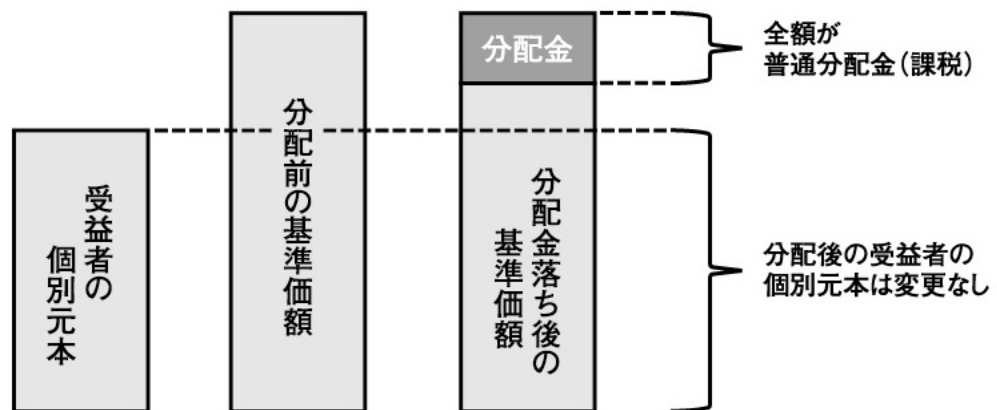 受益者の
個別元本
分配前の基準価額
分配金
分配金落ち後の
基準価額
全額が
普通分配金（課税）
分配後の受益者の
個別元本は変更なし